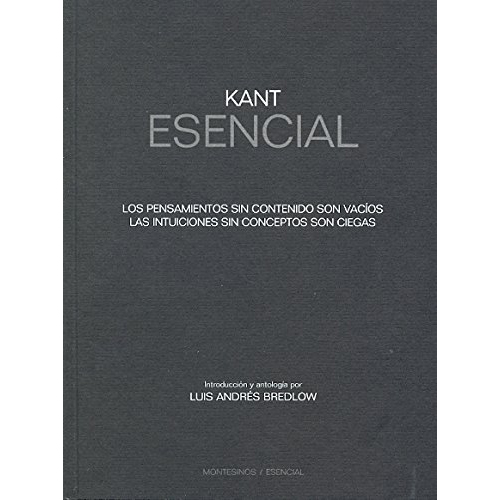 KANT
ESENCIAL
LOS PENSAMIENTOS SIN CONTENIDO SON VACÍOS
LAS INTUICIONES SIN CONCEPTOS SON CIEGAS
Introducción y antología por
LUIS ANDRÉS BREDLOW
MONTESINOS / ESENCIAL